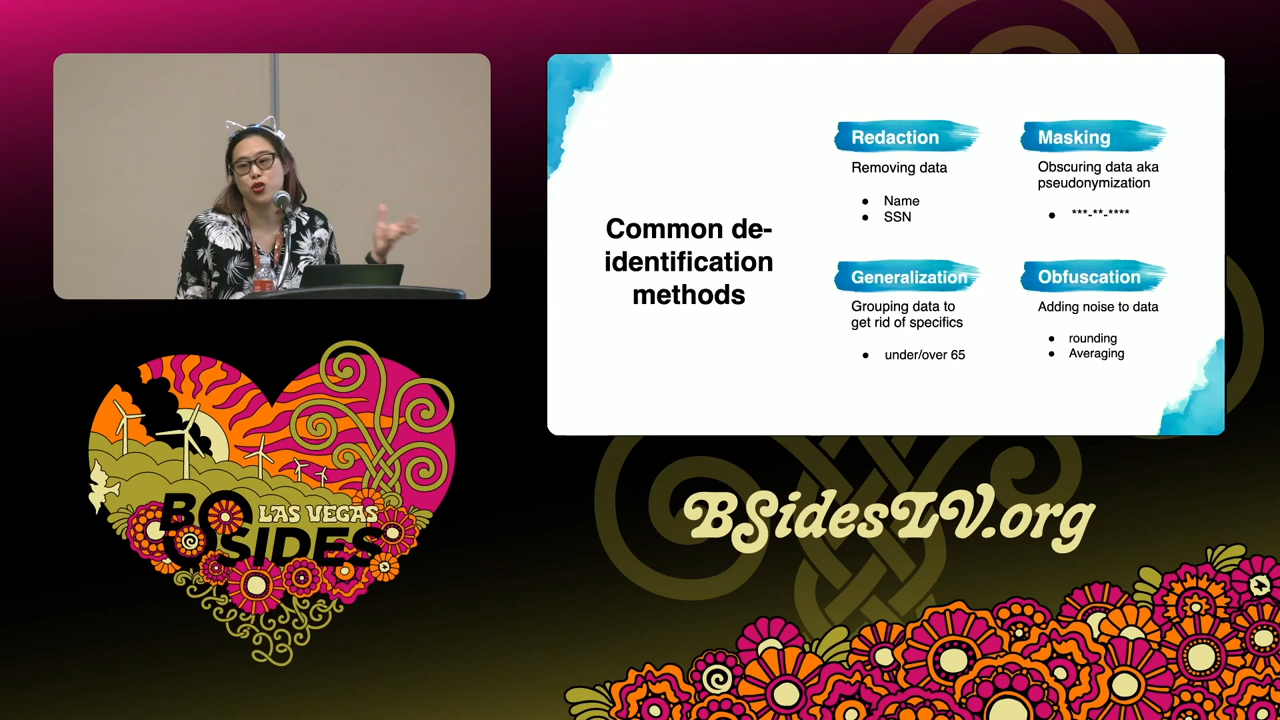 Common de-
identification
methods
Redaction
Removing data
● Name
● SSN
Masking
Obscuring data aka
pseudonymization
● ***-**-****
Generalization
Grouping data to
get rid of specifics
● under/over 65
Obfuscation
Adding noise to data
● rounding
● Averaging
BSIDES
LAS VEGAS
23
BSidesLV.org